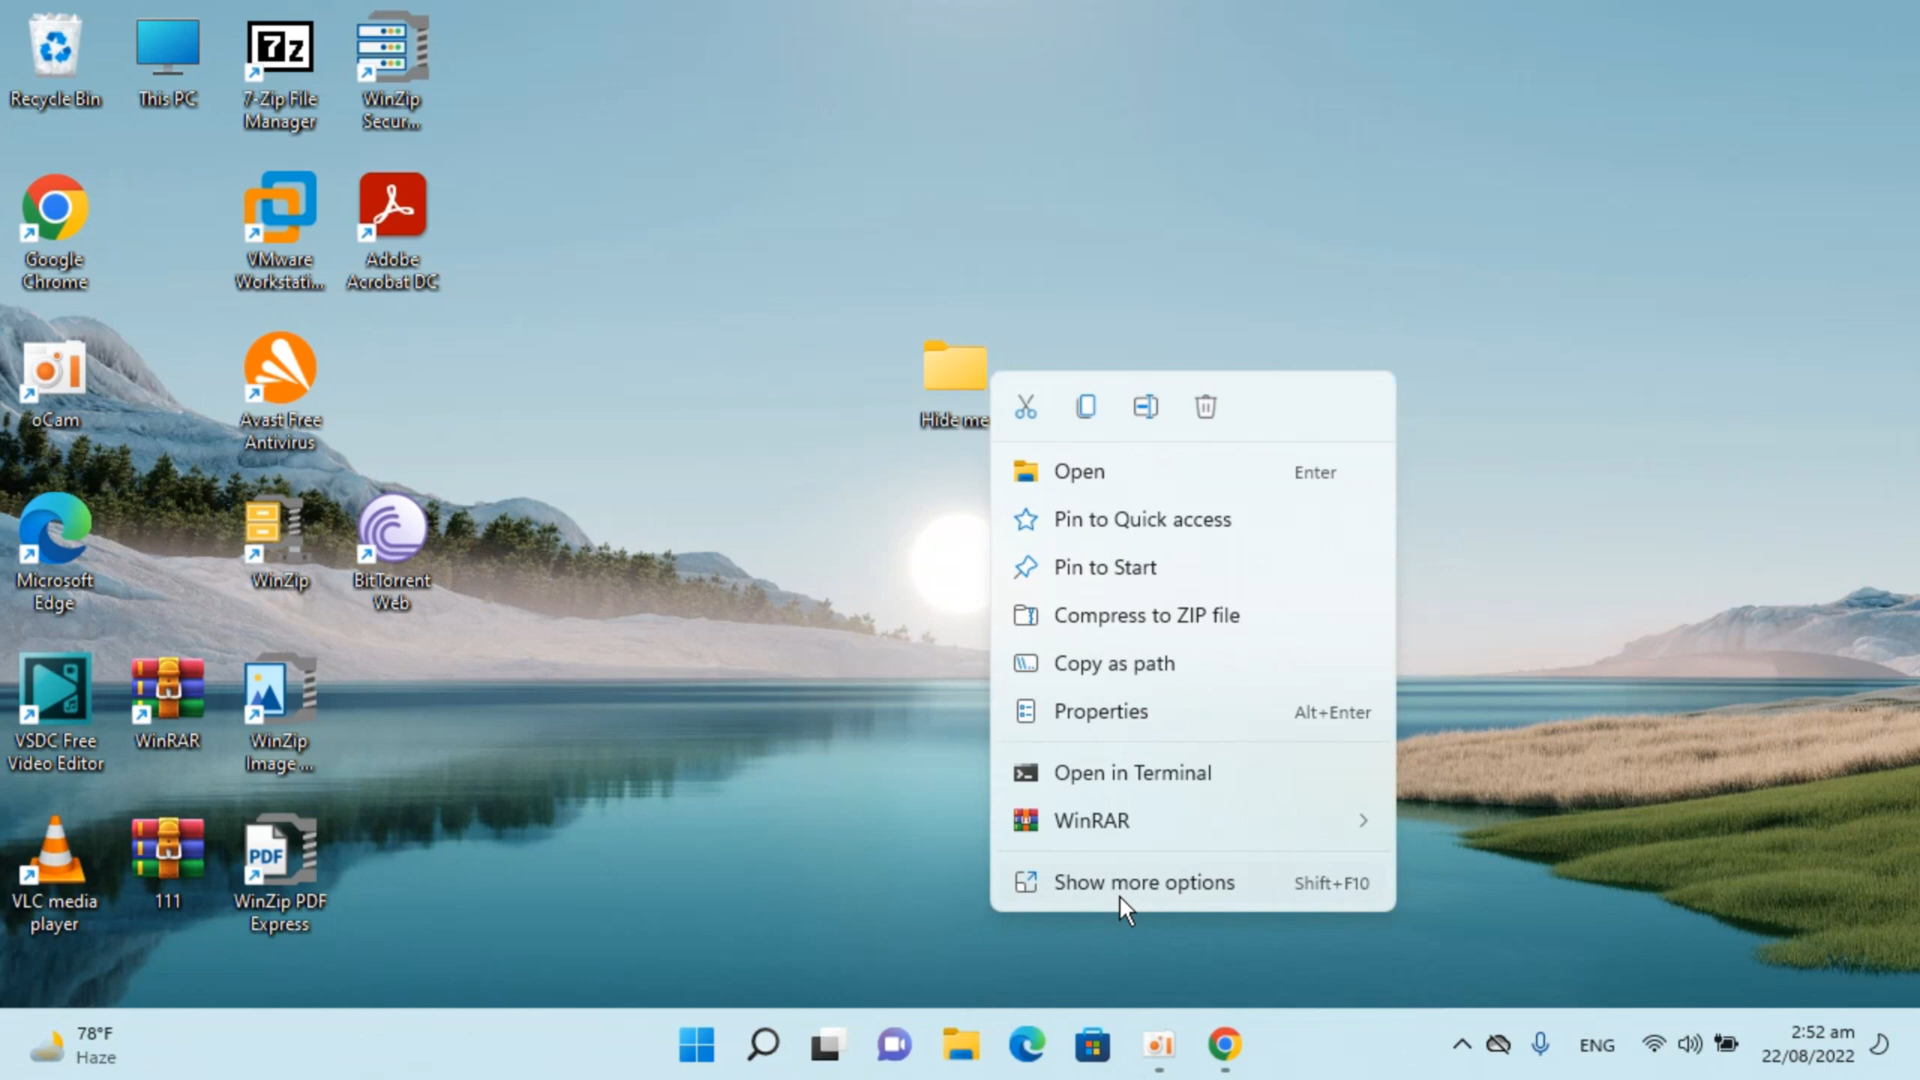 Recycle Bin
This PC
7-Zip File
Manager
WinZip
Secur...
Google
Chrome
VMware
Workstati...
Adobe
Acrobat DC
oCam
Avast Free
Antivirus
Microsoft
Edge
WinZip
BitTorrent
Web
VSDC Free
Video Editor
WinRAR
WinZip
Image ...
VLC media
player
111
PDF
WinZip PDF
Express
7z
Hide me
Open Enter
Pin to Quick access
Pin to Start
Compress to ZIP file
Copy as path
Properties Alt+Enter
Open in Terminal
WinRAR
Show more options Shift+F10
78°F
Haze
ENG
2:52 am
22/08/2022